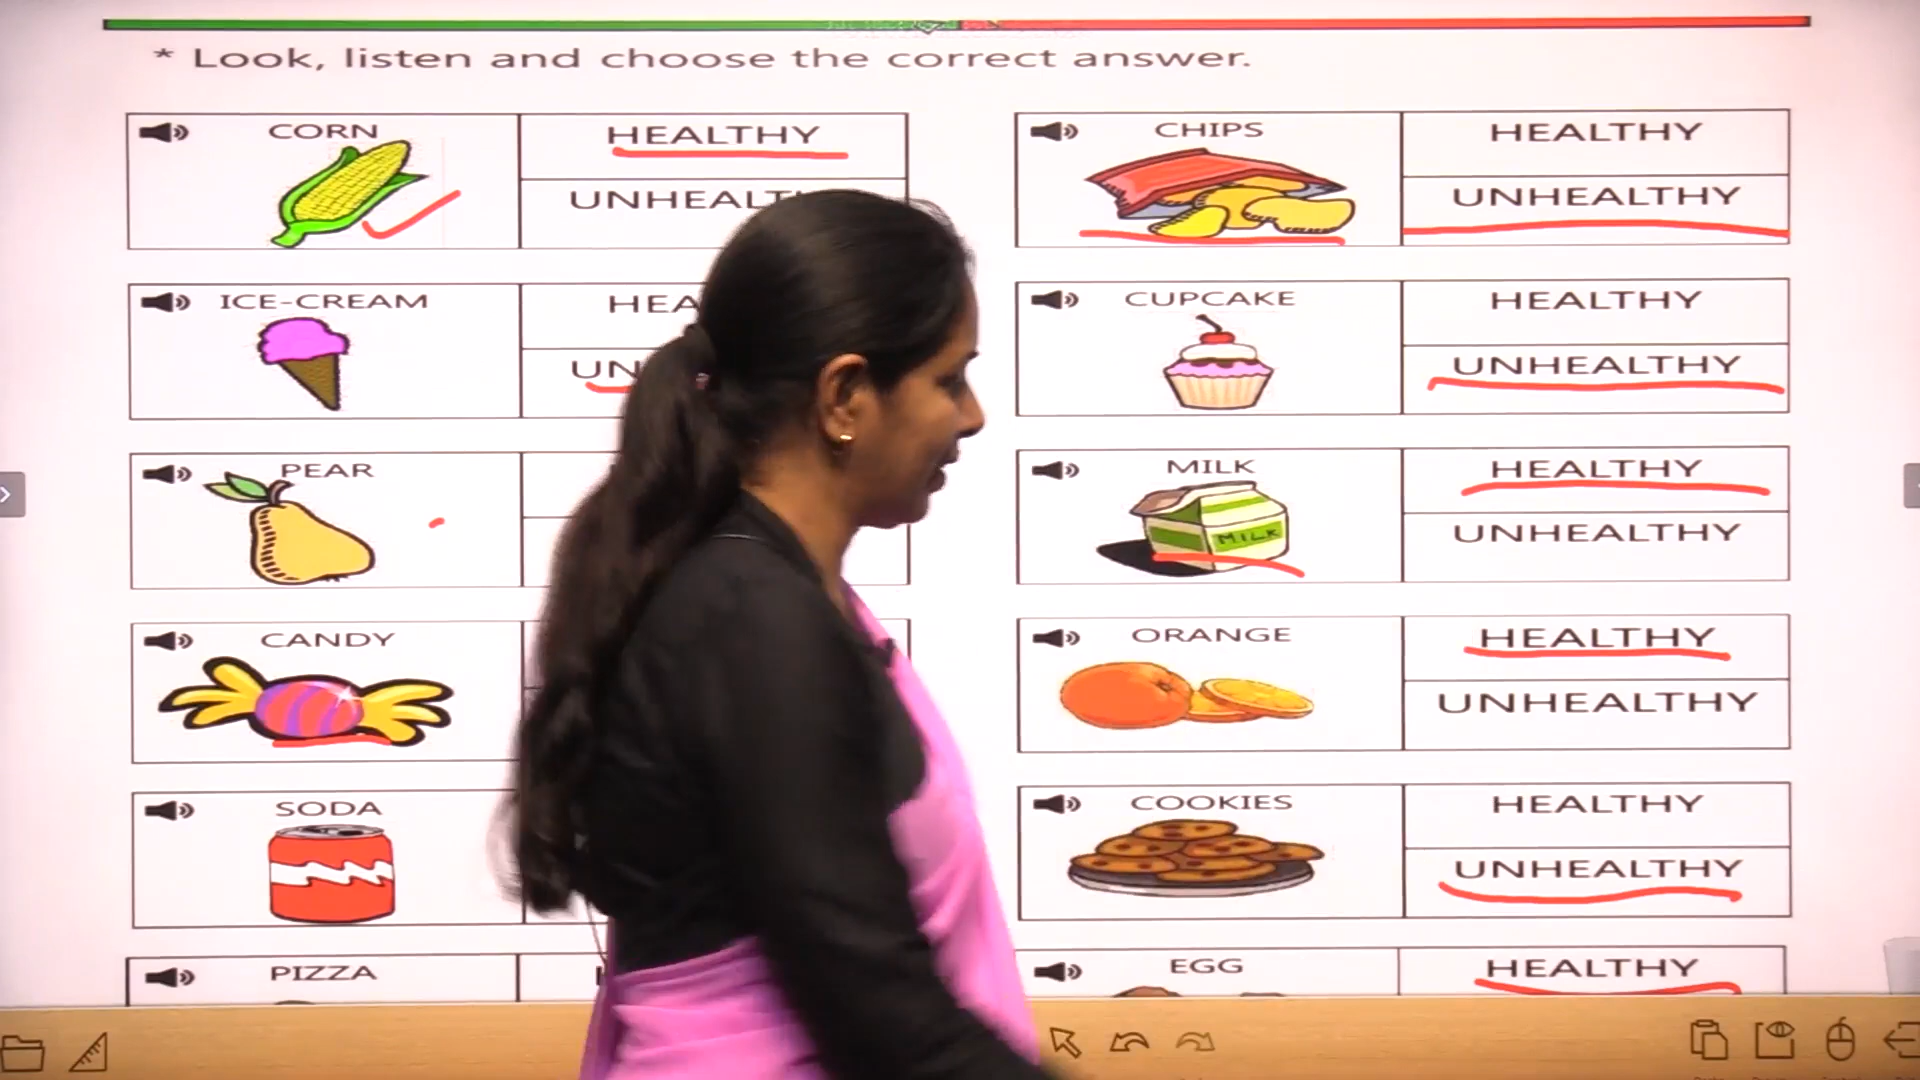 * Look, listen and choose the correct answer.
CORN
HEALTHY
CHIPS
HEALTHY
UNHEALTHY
ICE-CREAM
CUPCAKE
HEALTHY
UNHEALTHY
PEAR
MILK
HEALTHY
UNHEALTHY
MILK
CANDY
ORANGE
HEALTHY
UNHEALTHY
SODA
COOKIES
HEALTHY
UNHEALTHY
PIZZA
EGG
HEALTHY